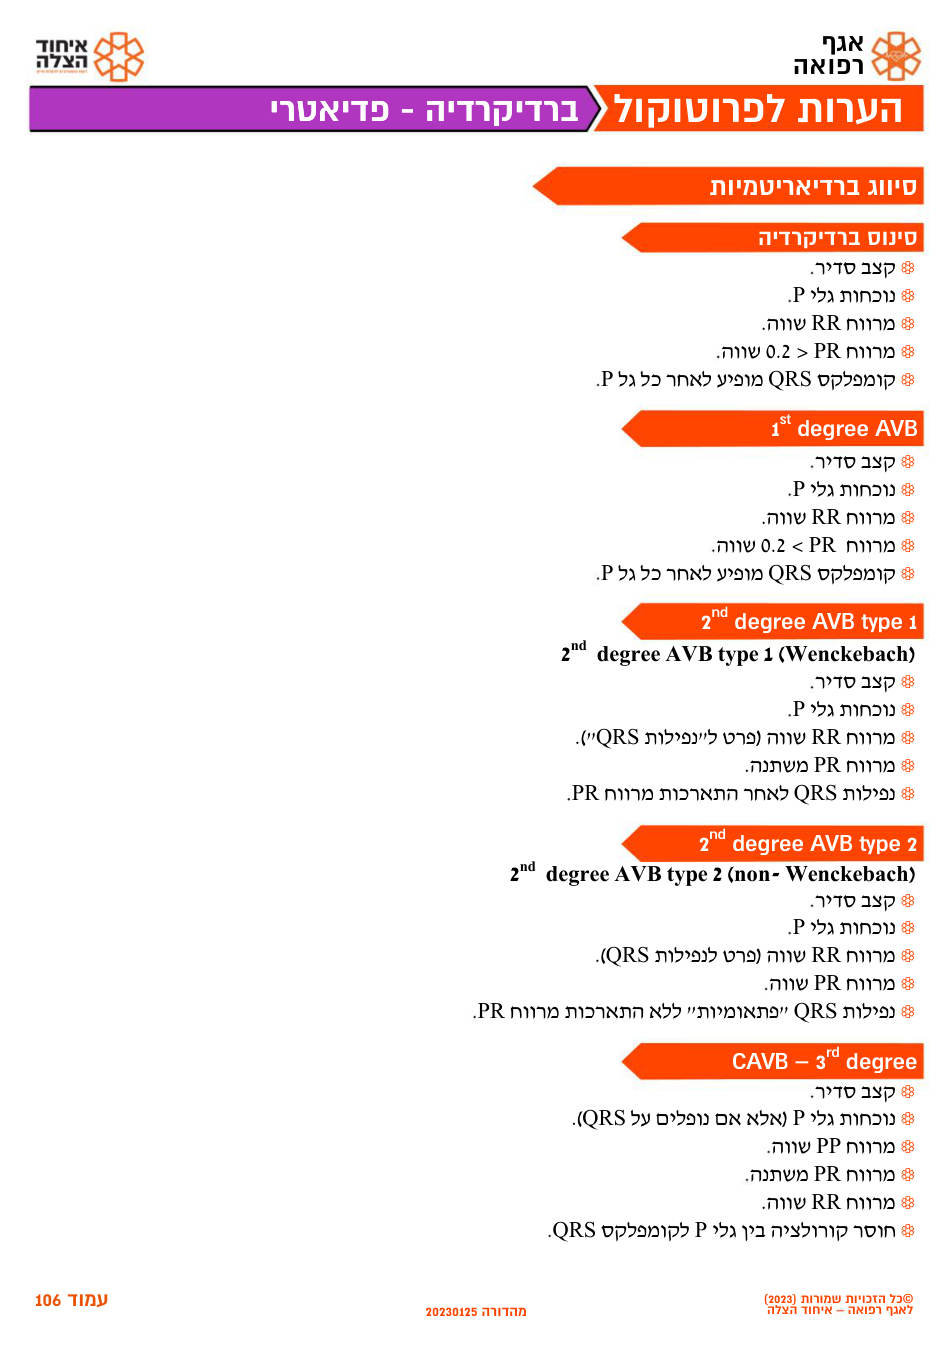 איחוד
הצלה
אגף
רפואה
הערות לפרוטוקול
ברדיקרדיה - פדיאטרי
סיווג ברדיאריטמיות
סינוס ברדיקרדיה
קצב סדיר.
נוכחות גלי P.
מרווח RR שווה.
מרווח PR < 0.2 שווה.
קומפלקס QRS מופיע לאחר כל גל P.
1st degree AVB
קצב סדיר.
נוכחות גלי P.
מרווח RR שווה.
מרווח PR > 0.2 שווה.
קומפלקס QRS מופיע לאחר כל גל P.
2nd degree AVB type 1
2nd degree AVB type 1 (Wenckebach)
קצב סדיר.
נוכחות גלי P.
מרווח RR שווה (פרט ל"נפילות QRS").
מרווח PR משתנה.
נפילות QRS לאחר התארכות מרווח PR.
2nd degree AVB type 2
2nd degree AVB type 2 (non- Wenckebach)
קצב סדיר.
נוכחות גלי P.
מרווח RR שווה (פרט לנפילות QRS).
מרווח PR שווה.
נפילות QRS "פתאומיות" ללא התארכות מרווח PR.
CAVB – 3rd degree
קצב סדיר.
נוכחות גלי P (אלא אם נופלים על QRS).
מרווח PP שווה.
מרווח PR משתנה.
מרווח RR שווה.
חוסר קורולציה בין גלי P לקומפלקס QRS.
©כל הזכויות שמורות (2023)
לאגף רפואה – איחוד הצלה
מהדורה 20230125
עמוד 106